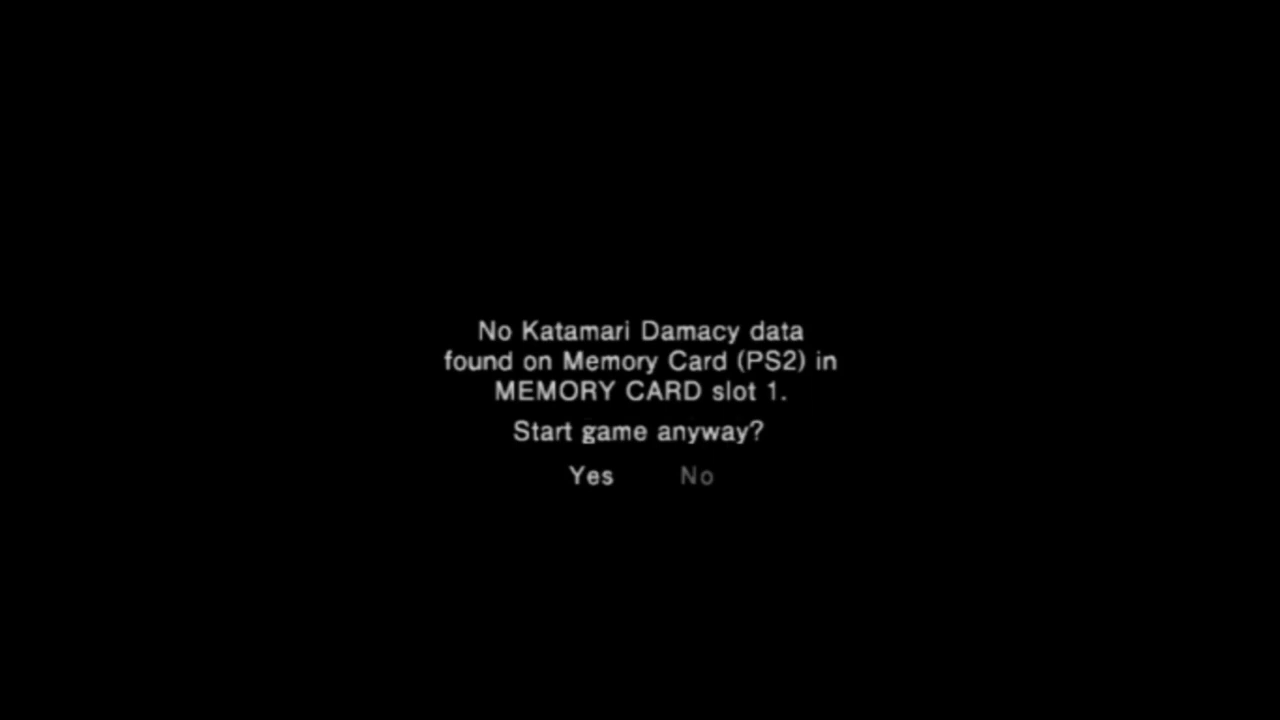 No Katamari Damacy data
found on Memory Card (PS2) in
MEMORY CARD slot 1.
Start game anyway?
Yes No